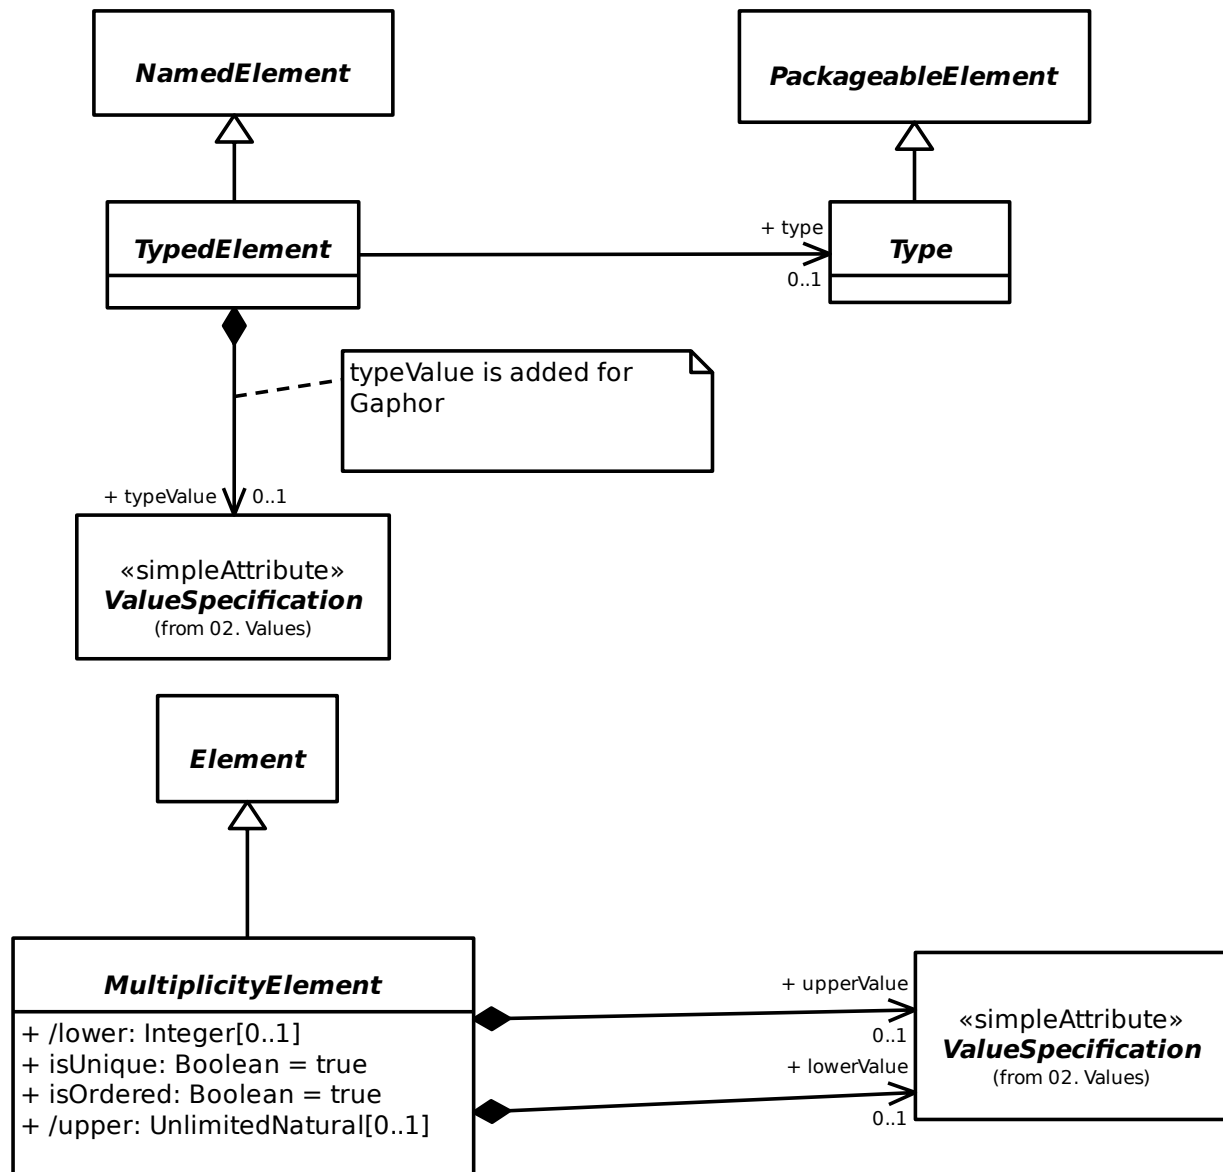 NamedElement
PackageableElement
TypedElement
+ type
0..1
Type
typeValue is added for
Gaphor
+ typeValue
0..1
«simpleAttribute»
ValueSpecification
(from 02. Values)
Element
MultiplicityElement
+ /lower: Integer[0..1]
+ isUnique: Boolean = true
+ isOrdered: Boolean = true
+ /upper: UnlimitedNatural[0..1]
+ upperValue
0..1
+ lowerValue
0..1
«simpleAttribute»
ValueSpecification
(from 02. Values)